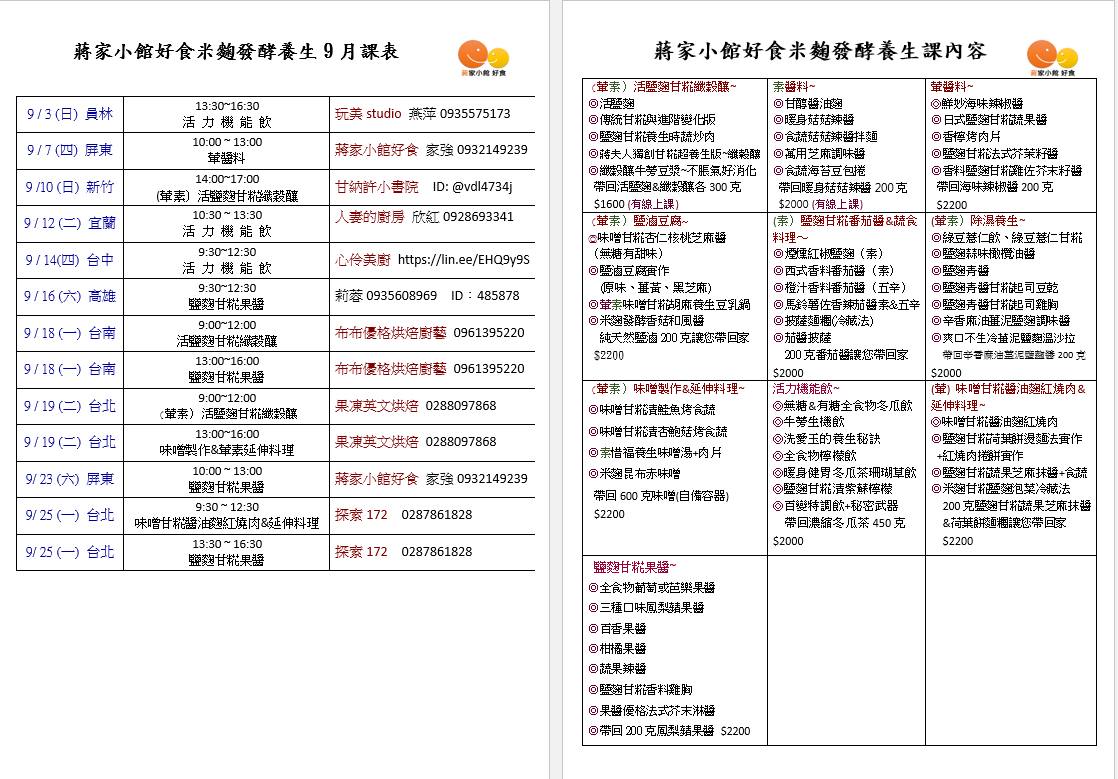 蔣家小館好食米麴發酵養生 9 月課表
蔣家小館 好食
9 / 3 (日) 員林
13:30~16:30
活 力 機 能 飲
玩美 studio 燕萍 0935575173
9 / 7 (四) 屏東
10:00 ~ 13:00
葷醬料
蔣家小館好食 家強 0932149239
9 /10 (日) 新竹
14:00~17:00
(葷素）活鹽麴甘糀纖穀釀
甘納許小書院 ID: @vdl4734j
9 / 12 (二) 宜蘭
10:30 ~ 13:30
活 力 機 能 飲
人妻的廚房 欣紅 0928693341
9 / 14(四) 台中
9:30~12:30
活 力 機 能 飲
心伶美廚 https://lin.ee/EHQ9y9S
9 / 16 (六) 高雄
9:30~12:30
鹽麴甘糀果醬
莉蓉 0935608969 ID：485878
9 / 18 (一) 台南
9:00~12:00
活鹽麴甘糀纖穀釀
布布優格烘焙廚藝 0961395220
9 / 18 (一) 台南
13:00~16:00
鹽麴甘糀果醬
布布優格烘焙廚藝 0961395220
9 / 19 (二) 台北
9:00~12:00
（葷素）活鹽麴甘糀纖穀釀
果凍英文烘焙 0288097868
9 / 19 (二) 台北
13:00~16:00
味噌製作&葷素延伸料理
果凍英文烘焙 0288097868
9/ 23 (六) 屏東
10:00 ~ 13:00
鹽麴甘糀果醬
蔣家小館好食 家強 0932149239
9/ 25 (一) 台北
9:30 ~ 12:30
味噌甘糀醬油麴紅燒肉&延伸料理
探索 172 0287861828
9/ 25 (一) 台北
13:30 ~ 16:30
鹽麴甘糀果醬
探索 172 0287861828
蔣家小館好食米麴發酵養生課內容
蔣家小館 好食
（葷素）活鹽麴甘糀纖穀釀~
◎活鹽麴
◎傳統甘糀與進階變化版
◎鹽麴甘糀養生時蔬炒肉
◎蔣夫人獨創甘糀超養生版~纖穀釀
◎纖穀釀牛蒡豆漿~不脹氣好消化
帶回活鹽麴&纖穀釀各 300 克
$1600 (有線上課)
素醬料~
◎甘醇醬油麴
◎暖身菇菇辣醬
◎食蔬菇菇辣醬拌麵
◎萬用芝麻調味醬
◎食蔬海苔豆包捲
帶回暖身菇菇辣醬 200 克
$2000 (有線上課)
葷醬料~
◎鮮炒海味辣椒醬
◎日式鹽麴甘糀蔬果醬
◎香檸烤肉片
◎鹽麴甘糀法式芥茉籽醬
◎香料鹽麴甘糀雞佐芥末籽醬
帶回海味辣椒醬 200 克
$2200
（葷素）鹽滷豆腐~
◎味噌甘糀杏仁核桃芝麻醬
（無糖有甜味）
◎鹽滷豆腐實作
(原味、薑黃、黑芝麻）
◎葷素味噌甘糀胡麻養生豆乳鍋
◎米麴發酵香菇和風醬
純天然鹽滷 200 克讓您帶回家
$2200
(素）鹽麴甘糀番茄醬&蔬食
料理～
◎煙燻紅椒鹽麴（素）
◎西式香料番茄醬（素）
◎橙汁香料番茄醬（五辛）
◎馬鈴薯佐香辣茄醬素&五辛
◎披薩麵糰(冷藏法)
◎茄醬披薩
200 克番茄醬讓您帶回家
$2000
(葷素）除濕養生~
◎綠豆薏仁飲、綠豆薏仁甘糀
◎鹽麴蒜味橄欖油醬
◎鹽麴青醬
◎鹽麴青醬甘糀起司豆乾
◎鹽麴青醬甘糀起司雞胸
◎辛香麻油薑泥鹽麴調味醬
◎爽口不生冷薑泥鹽麴溫沙拉
帶回辛香麻油薑泥鹽麴醬 200 克
$2200
（葷素）味噌製作&延伸料理~
◎味噌甘糀漬鮭魚烤食蔬
◎味噌甘糀漬杏鮑菇烤食蔬
◎素惜福養生味噌湯+肉片
◎米麴昆布赤味噌
帶回 600 克味噌(自備容器)
$2200
活力機能飲~
◎無糖&有糖全食物冬瓜飲
◎牛蒡生機飲
◎洗愛玉的養生秘訣
◎全食物檸檬飲
◎暖身健胃冬瓜茶珊瑚草飲
◎鹽麴甘糀漬紫蘇檸檬
◎百變特調飲+秘密武器
帶回濃縮冬瓜茶 450 克
$2000
(葷）味噌甘糀醬油麴紅燒肉&
延伸料理~
◎味噌甘糀醬油麴紅燒肉
◎鹽麴甘糀荷葉餅燙麵法實作
+紅燒肉捲餅實作
◎鹽麴甘糀蔬果芝麻抹醬+食蔬
◎米麴甘糀鹽麴泡菜冷藏法
200 克鹽麴甘糀蔬果芝麻抹醬
&荷葉餅麵糰讓您帶回家
$2200
鹽麴甘糀果醬~
◎全食物葡萄或芭樂果醬
◎三種口味鳳梨蘋果醬
◎百香果醬
◎柑橘果醬
◎蔬果辣醬
◎鹽麴甘糀香料雞胸
◎果醬優格法式芥末淋醬
◎帶回 200 克鳳梨蘋果醬 $2200